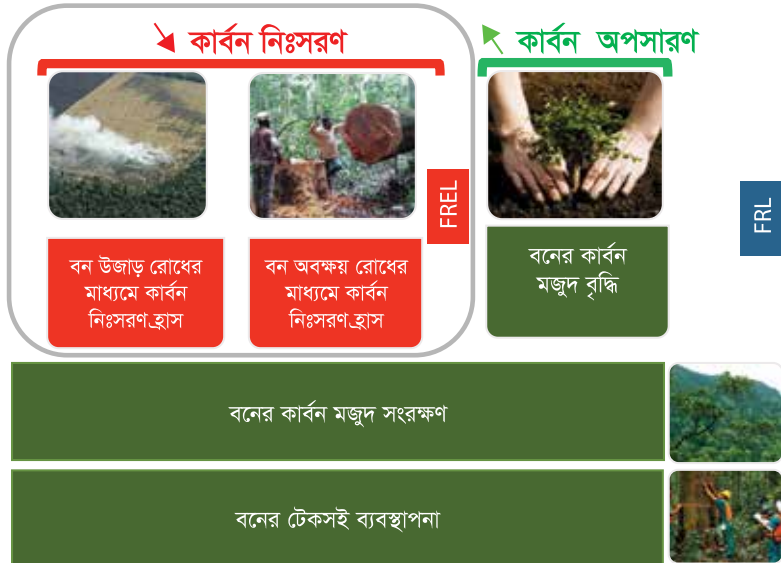 কার্বন নিঃসরণ
কার্বন অপসারণ
FREL
FRL
বন উজাড় রোধের
মাধ্যমে কার্বন
নিঃসরণ হ্রাস
বন অবক্ষয় রোধের
মাধ্যমে কার্বন
নিঃসরণ হ্রাস
বনের কার্বন
মজুদ বৃদ্ধি
বনের কার্বন মজুদ সংরক্ষণ
বনের টেকসই ব্যবস্থাপনা